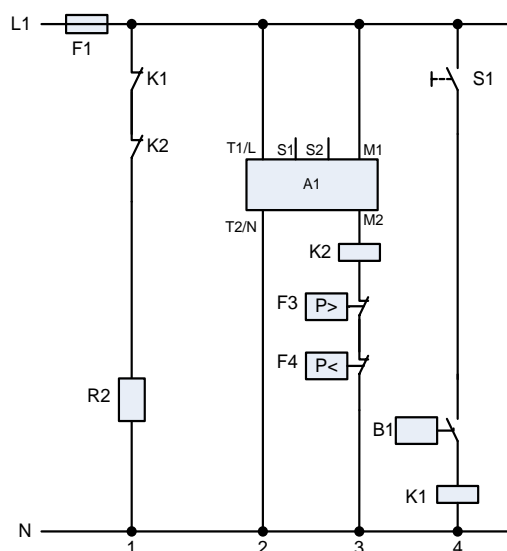 L1
F1
K1
S1
K2
T1/L
S1
S2
M1
A1
T2/N
M2
K2
F3
P>
F4
P<
R2
B1
K1
N
1
2
3
4